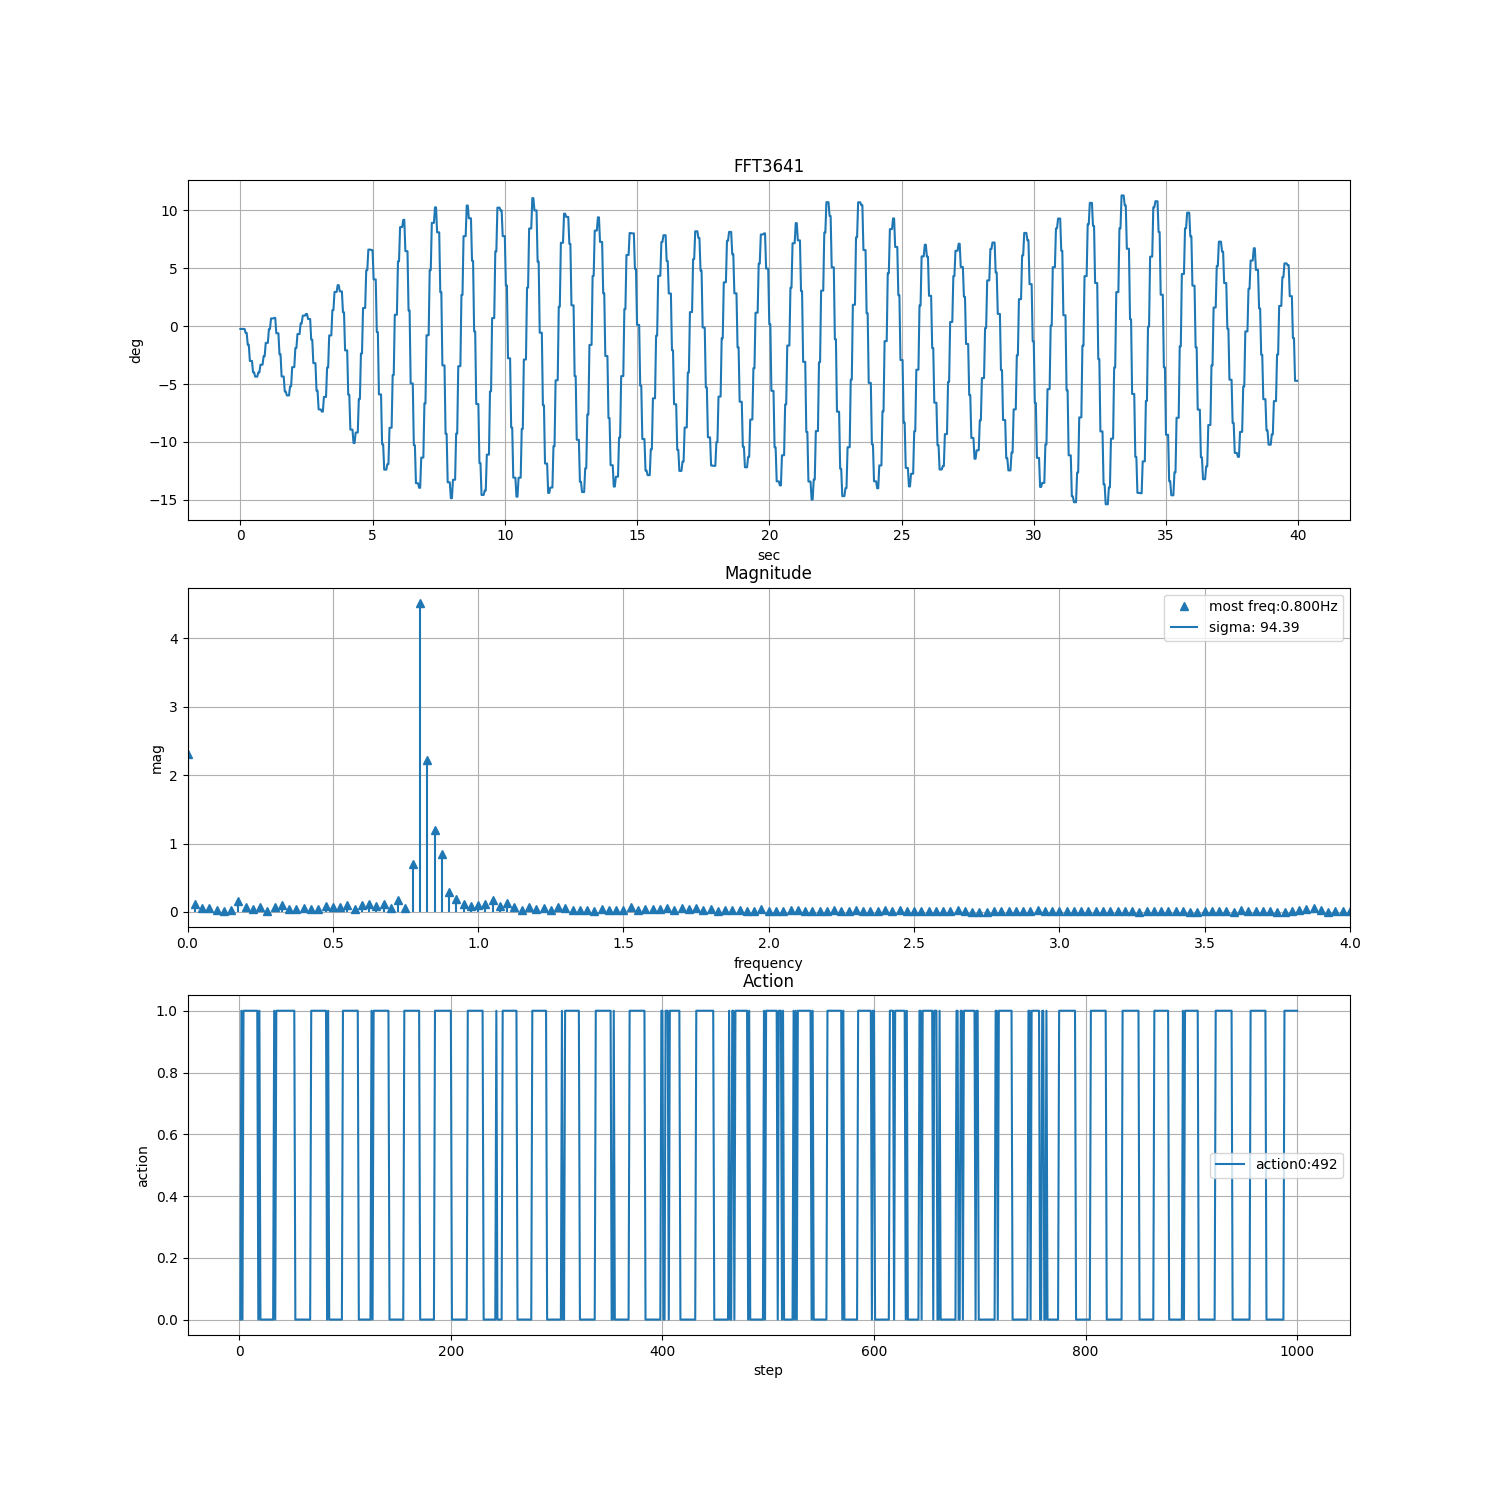 FFT3641
10
5
0
−5
−10
−15
deg
0 5 10 15 20 25 30 35 40
sec
Magnitude
most freq:0.800Hz
sigma: 94.39
4
3
2
1
0
mag
0.0 0.5 1.0 1.5 2.0 2.5 3.0 3.5 4.0
frequency
Action
1.0
0.8
0.6
0.4
0.2
0.0
action
action0:492
0 200 400 600 800 1000
step